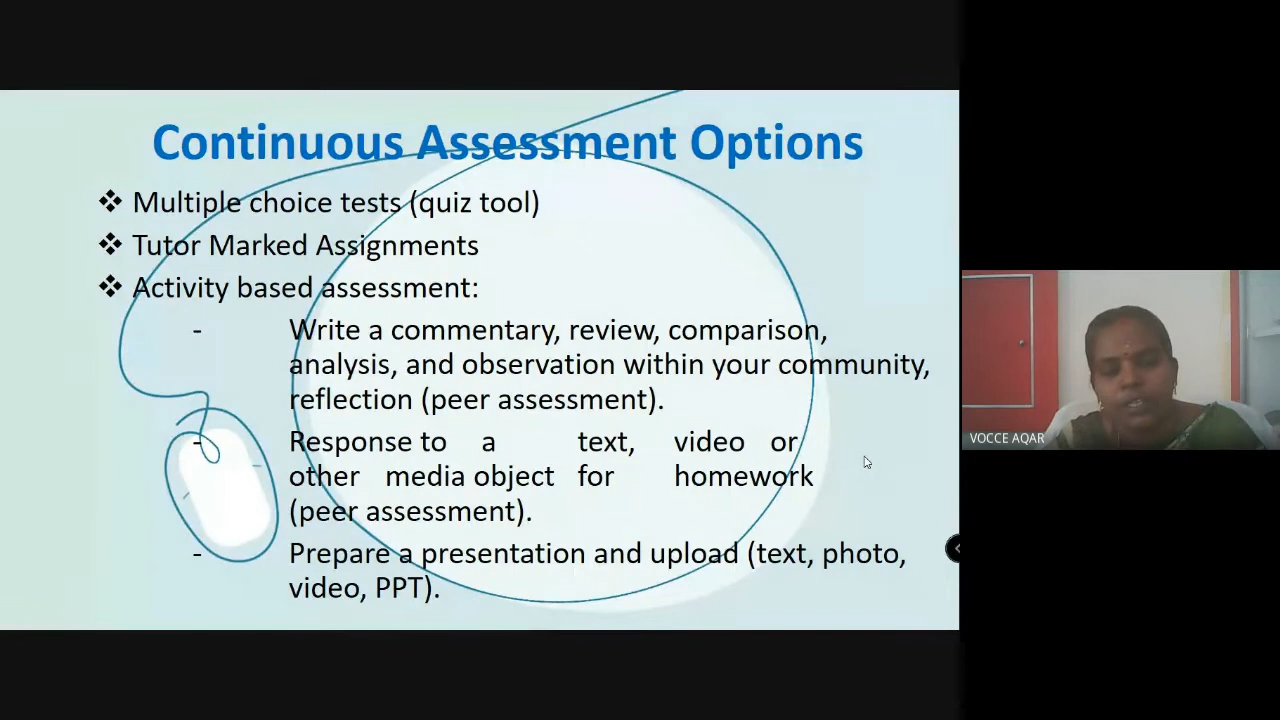 Continuous Assessment Options
❖ Multiple choice tests (quiz tool)
❖ Tutor Marked Assignments
❖ Activity based assessment:
- Write a commentary, review, comparison,
analysis, and observation within your community,
reflection (peer assessment).
- Response to a text, video or
other media object for homework
(peer assessment).
- Prepare a presentation and upload (text, photo,
video, PPT).
VOCCE AQAR